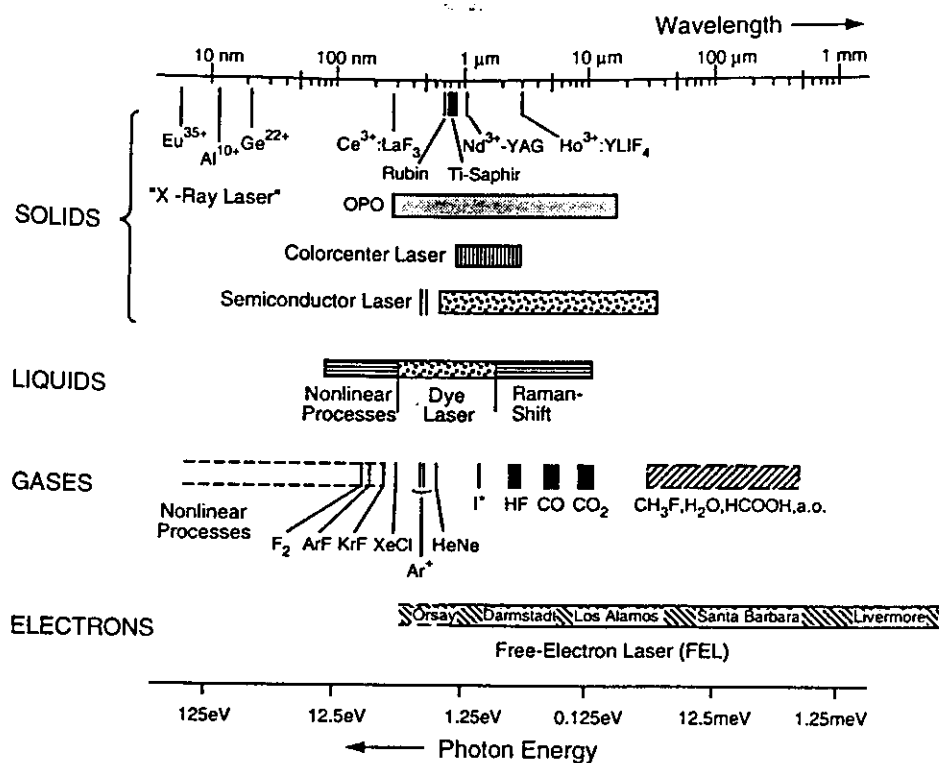 Wavelength
10 nm 100 nm 1 μm 10 μm 100 μm 1 mm
Eu³⁵⁺ Al¹⁰⁺ Ge²²⁺ Ce³⁺:LaF₃ Nd³⁺-YAG Ho³⁺:YLIF₄
Rubin Ti-Saphir
"X -Ray Laser"
OPO
SOLIDS
Colorcenter Laser
Semiconductor Laser
LIQUIDS
Nonlinear Processes Dye Laser Raman-Shift
GASES
Nonlinear Processes
I* HF CO CO₂ CH₃F,H₂O,HCOOH,a.o.
F₂ ArF KrF XeCl HeNe
Ar⁺
ELECTRONS
Orsay Darmstadt Los Alamos Santa Barbara Livermore
Free-Electron Laser (FEL)
125eV 12.5eV 1.25eV 0.125eV 12.5meV 1.25meV
Photon Energy